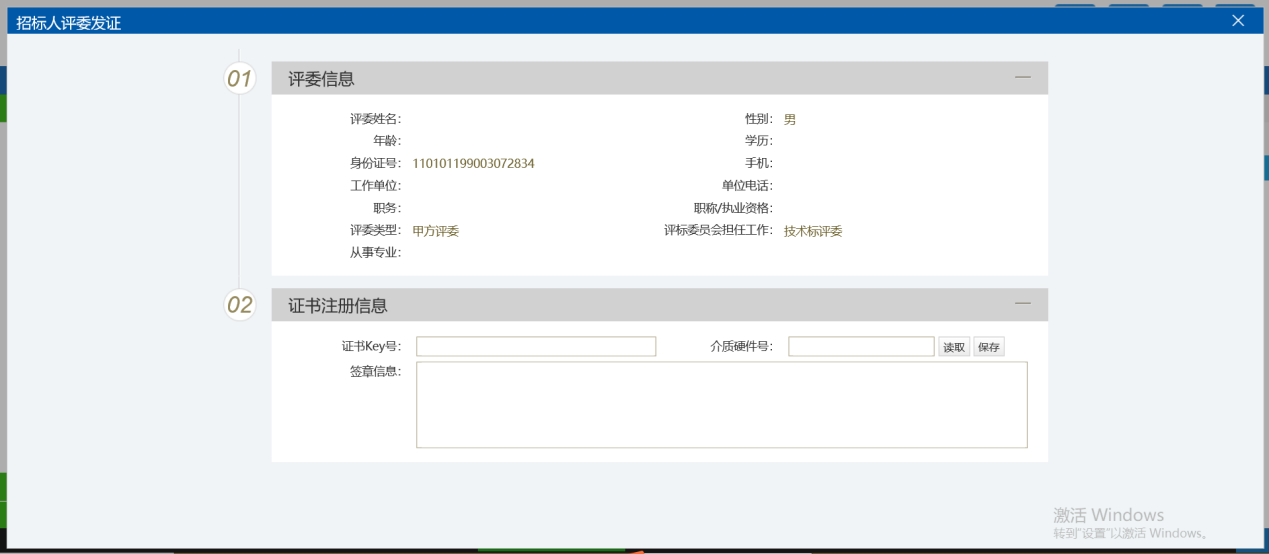 招标人评委发证
01 评委信息
评委姓名： 性别： 男
年龄： 学历：
身份证号： 110101199003072834 手机：
工作单位： 单位电话：
职务： 职称/执业资格：
评委类型： 甲方评委 评标委员会担任工作： 技术标评委
从事专业：
02 证书注册信息
证书Key号： 介质硬件号： 读取 保存
签章信息：
激活 Windows
转到"设置"以激活 Windows。